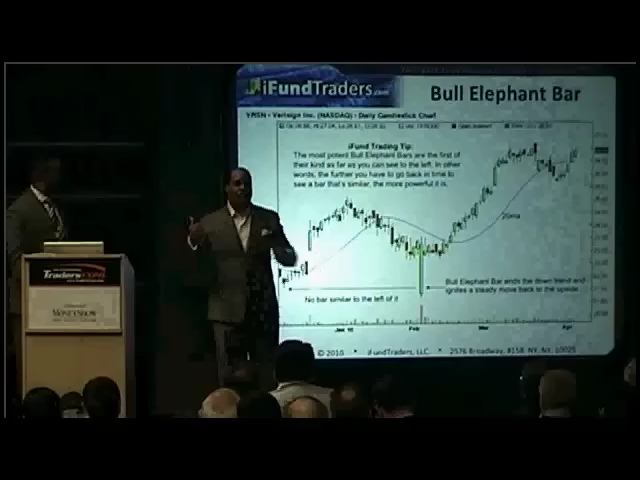 iFundTraders.com
Bull Elephant Bar
VRSN - Verisign Inc. (NASDAQ) - Daily Candlestick Chart
iFund Trading Tip:
The most potent Bull Elephant Bars are the first of
their kind as far as you can see to the left. In other
words, the further you have to go back in time to
see a bar that's similar, the more powerful it is.
20ma
Bull Elephant Bar ends the down trend and
ignites a steady move back to the upside.
No bar similar to the left of it
Jan 10
Feb
Mar
Apr
© 2010 • iFundTraders, LLC. • 2576 Broadway, #158 NY, NY. 10025
TradersEXPO
MONEYSHOW